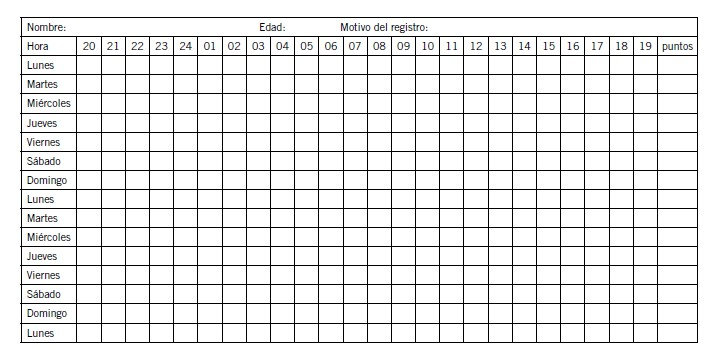 Nombre: Edad: Motivo del registro:
Hora 20 21 22 23 24 01 02 03 04 05 06 07 08 09 10 11 12 13 14 15 16 17 18 19 puntos
Lunes
Martes
Miércoles
Jueves
Viernes
Sábado
Domingo
Lunes
Martes
Miércoles
Jueves
Viernes
Sábado
Domingo
Lunes